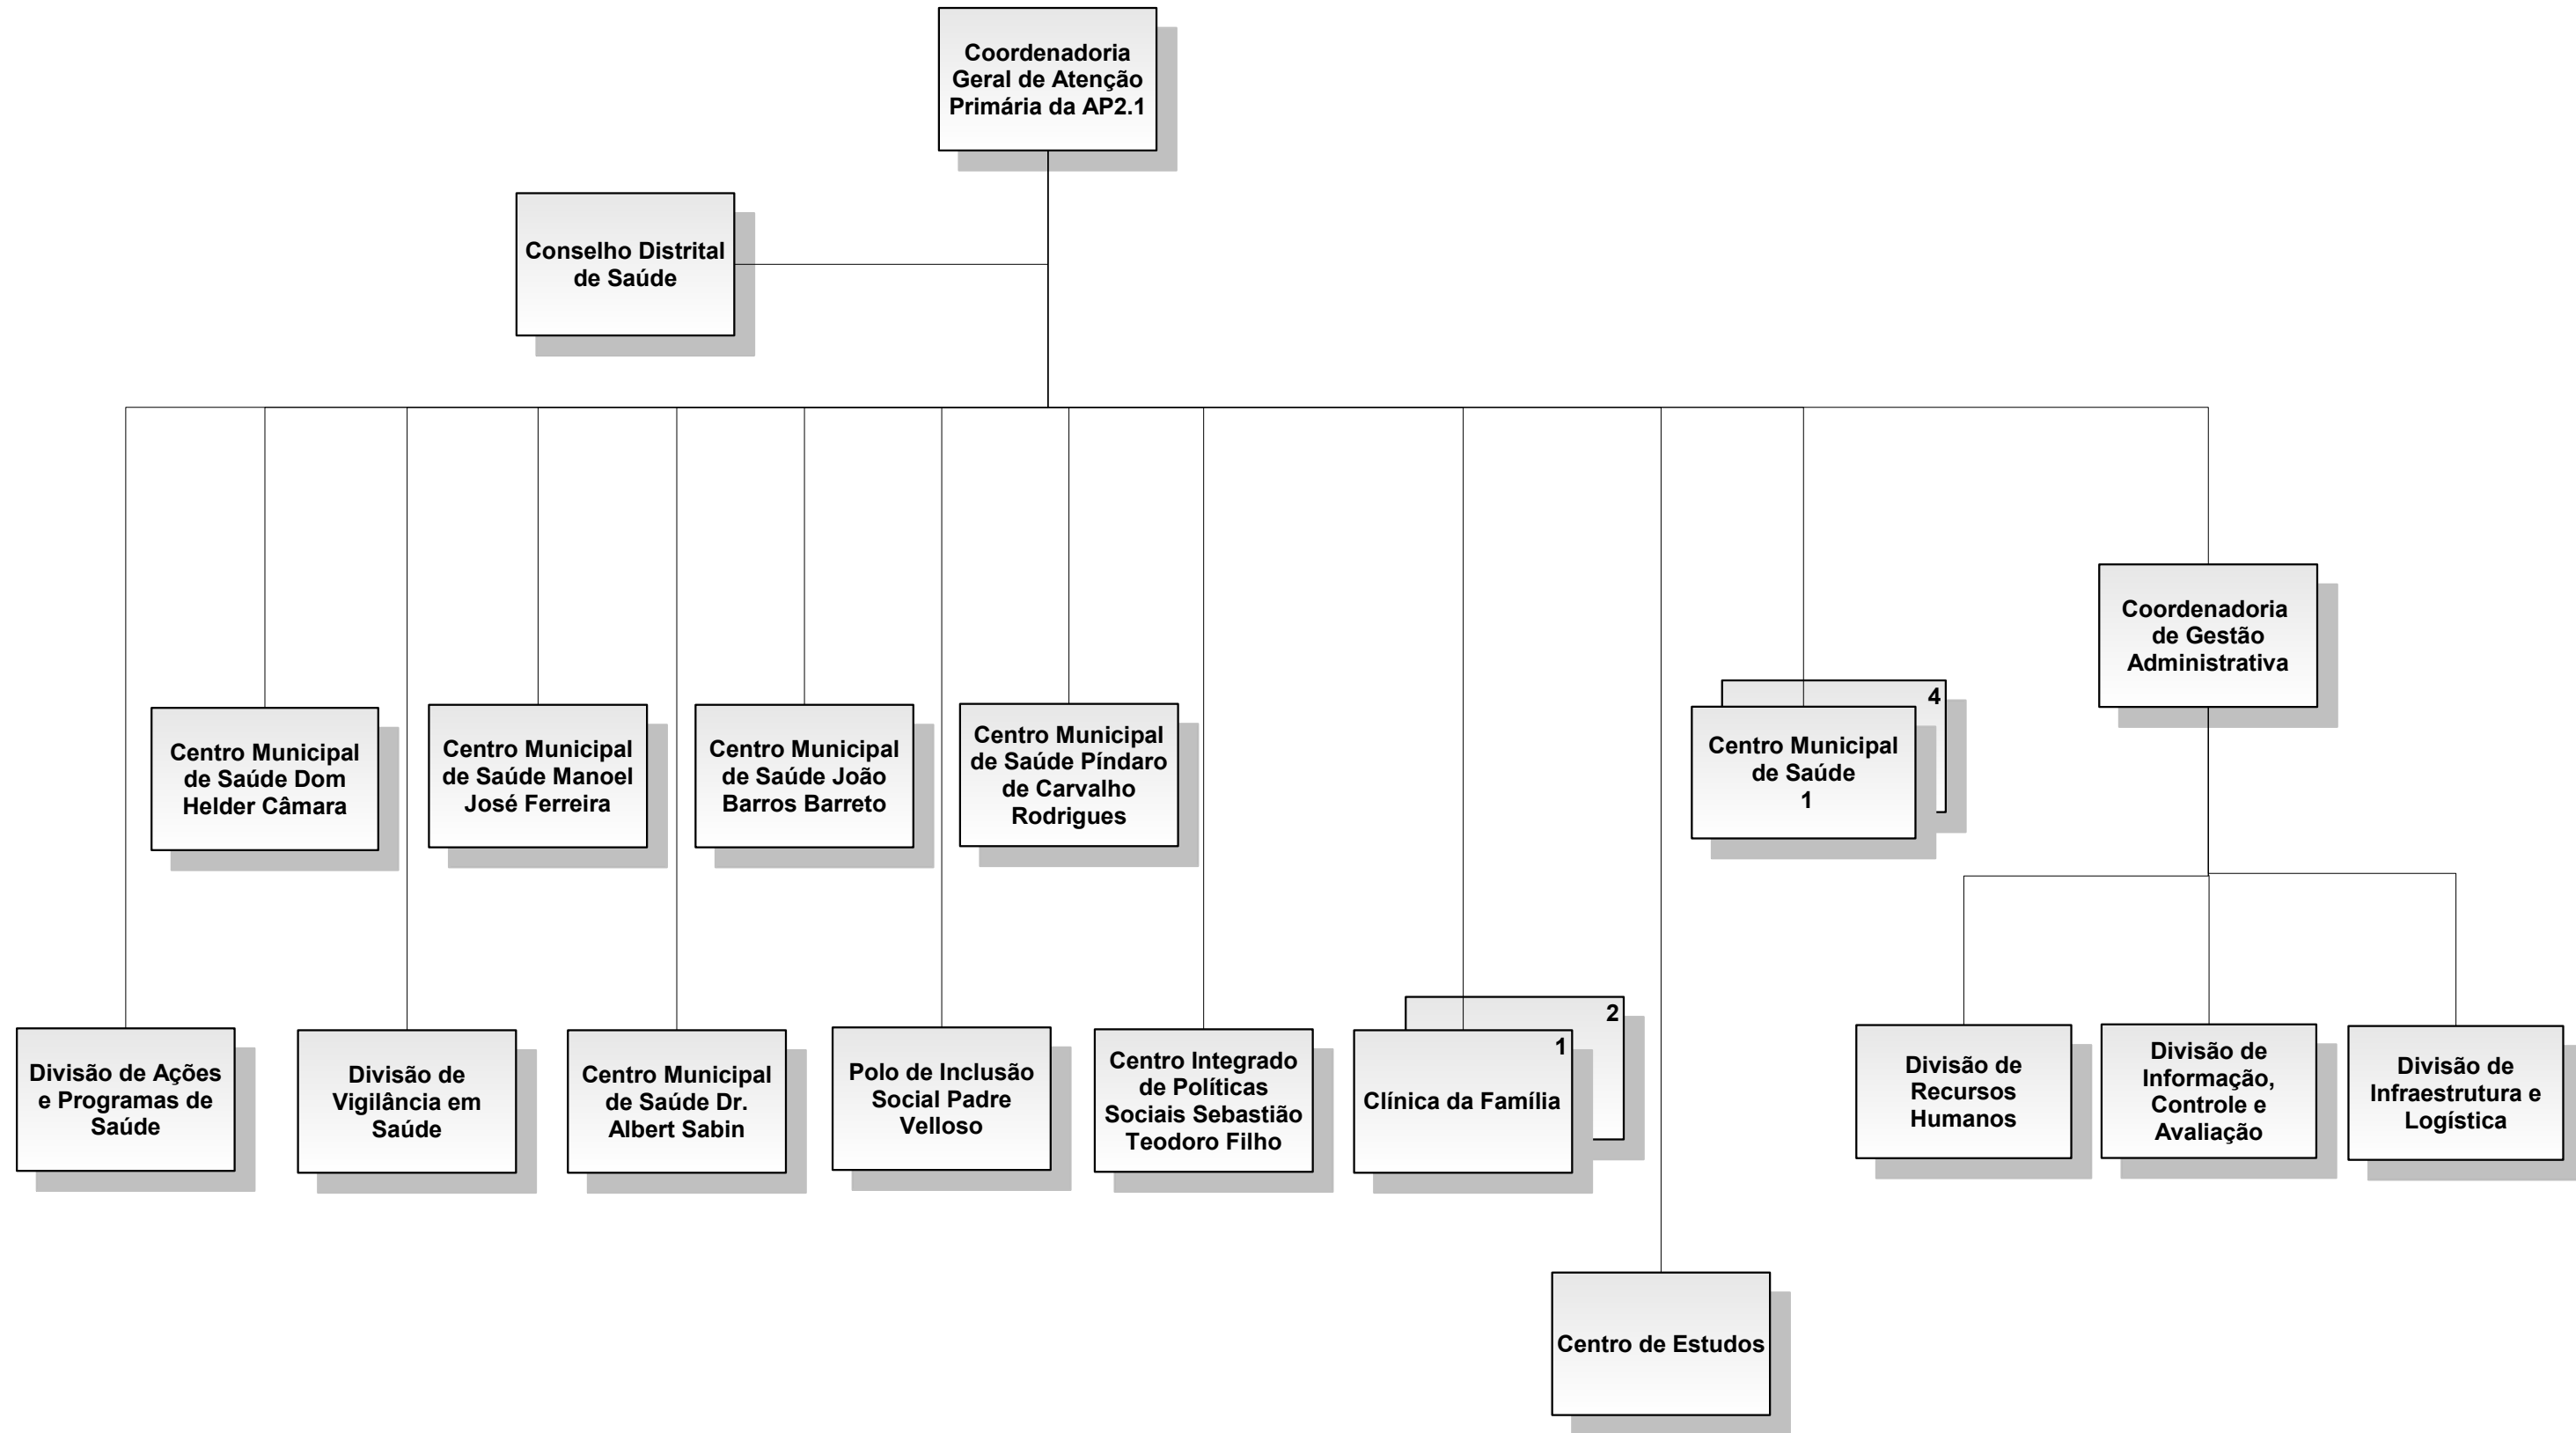 Coordenadoria
Geral de Atenção
Primária da AP2.1
Conselho Distrital
de Saúde
Coordenadoria
de Gestão
Administrativa
Centro Municipal
de Saúde Dom
Helder Câmara
Centro Municipal
de Saúde Manoel
José Ferreira
Centro Municipal
de Saúde João
Barros Barreto
Centro Municipal
de Saúde Píndaro
de Carvalho
Rodrigues
4
Centro Municipal
de Saúde
1
Divisão de Ações
e Programas de
Saúde
Divisão de
Vigilância em
Saúde
Centro Municipal
de Saúde Dr.
Albert Sabin
Polo de Inclusão
Social Padre
Velloso
Centro Integrado
de Políticas
Sociais Sebastião
Teodoro Filho
2
1
Clínica da Família
Divisão de
Recursos
Humanos
Divisão de
Informação,
Controle e
Avaliação
Divisão de
Infraestrutura e
Logística
Centro de Estudos